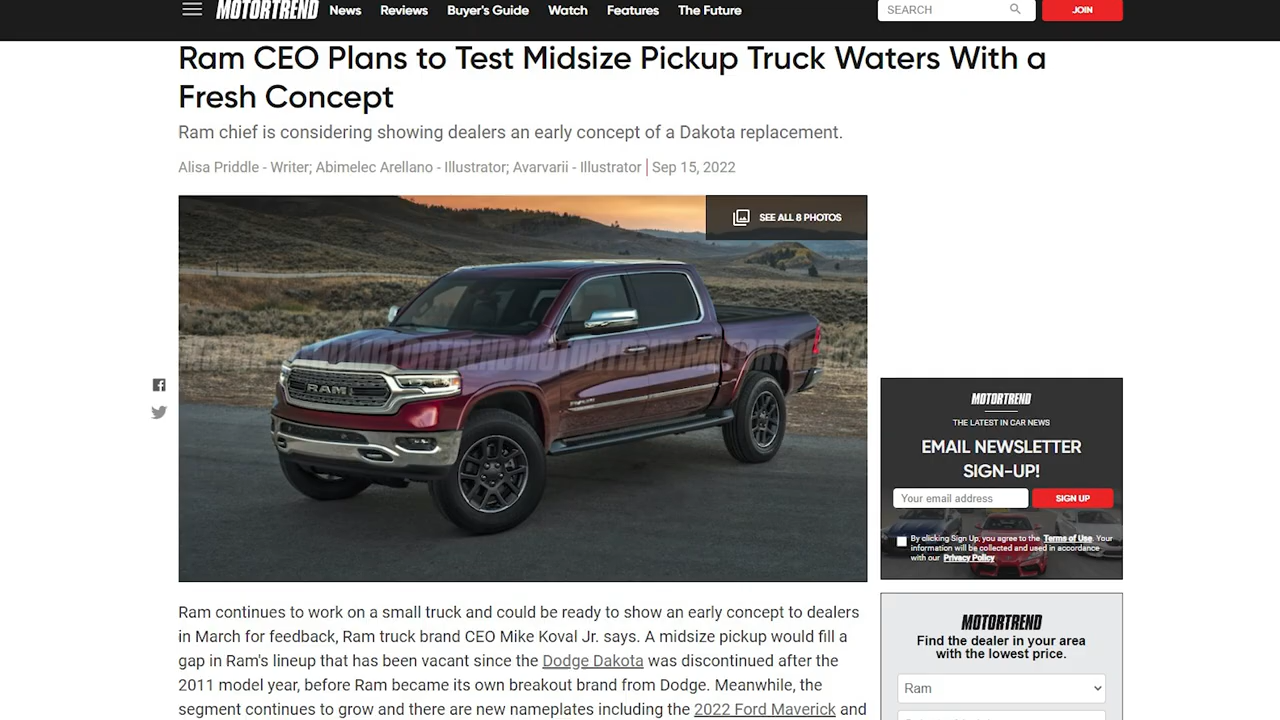 MOTORTREND
News
Reviews
Buyer's Guide
Watch
Features
The Future
SEARCH
JOIN
Ram CEO Plans to Test Midsize Pickup Truck Waters With a
Fresh Concept
Ram chief is considering showing dealers an early concept of a Dakota replacement.
Alisa Priddle - Writer; Abimelec Arellano - Illustrator; Avarvarii - Illustrator | Sep 15, 2022
SEE ALL 8 PHOTOS
MOTORTREND MOTORTREND MOTORTREND
RAM
Ram continues to work on a small truck and could be ready to show an early concept to dealers
in March for feedback, Ram truck brand CEO Mike Koval Jr. says. A midsize pickup would fill a
gap in Ram's lineup that has been vacant since the Dodge Dakota was discontinued after the
2011 model year, before Ram became its own breakout brand from Dodge. Meanwhile, the
segment continues to grow and there are new nameplates including the 2022 Ford Maverick and
MOTORTREND
THE LATEST IN CAR NEWS
EMAIL NEWSLETTER
SIGN-UP!
Your email address
SIGN UP
By clicking Sign Up, you agree to the Terms of Use. Your
information will be collected and used in accordance
with our Privacy Policy
MOTORTREND
Find the dealer in your area
with the lowest price.
Ram